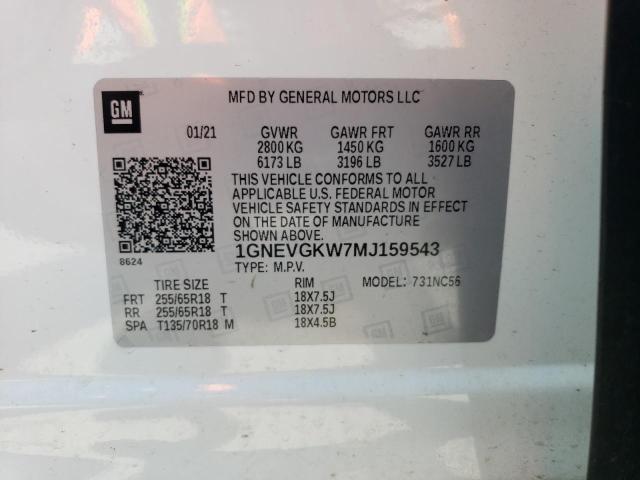 GM
MFD BY GENERAL MOTORS LLC
01/21 GVWR GAWR FRT GAWR RR
2800 KG 1450 KG 1600 KG
6173 LB 3196 LB 3527 LB
THIS VEHICLE CONFORMS TO ALL
APPLICABLE U.S. FEDERAL MOTOR
VEHICLE SAFETY STANDARDS IN EFFECT
ON THE DATE OF MANUFACTURE
SHOWN ABOVE.
8624
1GNEVGKW7MJ159543
TYPE: M.P.V.
TIRE SIZE RIM MODEL: 731NC56
FRT 255/65R18 T 18X7.5J
RR 255/65R18 T 18X7.5J
SPA T135/70R18 M 18X4.5B